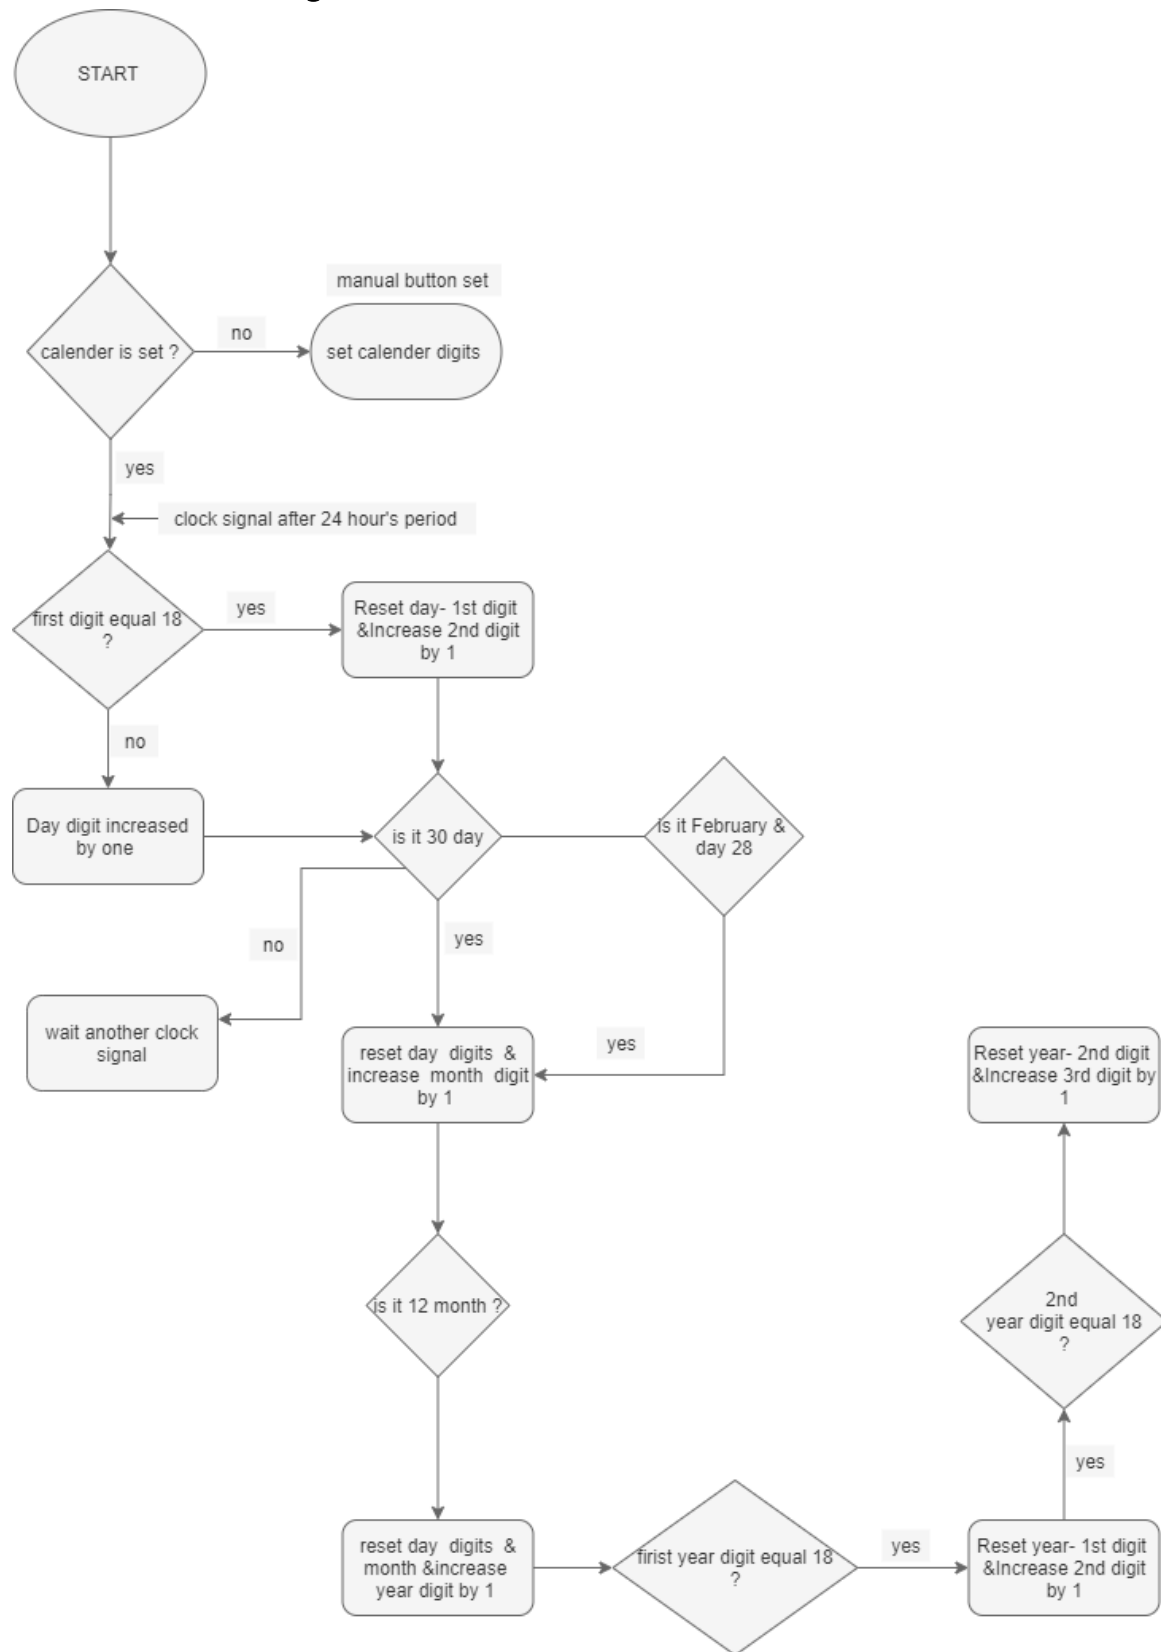 START
manual button set
no
calender is set ?
set calender digits
yes
clock signal after 24 hour's period
first digit equal 18
?
yes
Reset day- 1st digit
&Increase 2nd digit
by 1
no
Day digit increased
by one
is it 30 day
is it February &
day 28
no
yes
wait another clock
signal
reset day digits &
increase month digit
by 1
yes
Reset year- 2nd digit
&Increase 3rd digit by
1
is it 12 month ?
2nd
year digit equal 18
?
yes
reset day digits &
month &increase
year digit by 1
firist year digit equal 18
?
yes
Reset year- 1st digit
&Increase 2nd digit
by 1